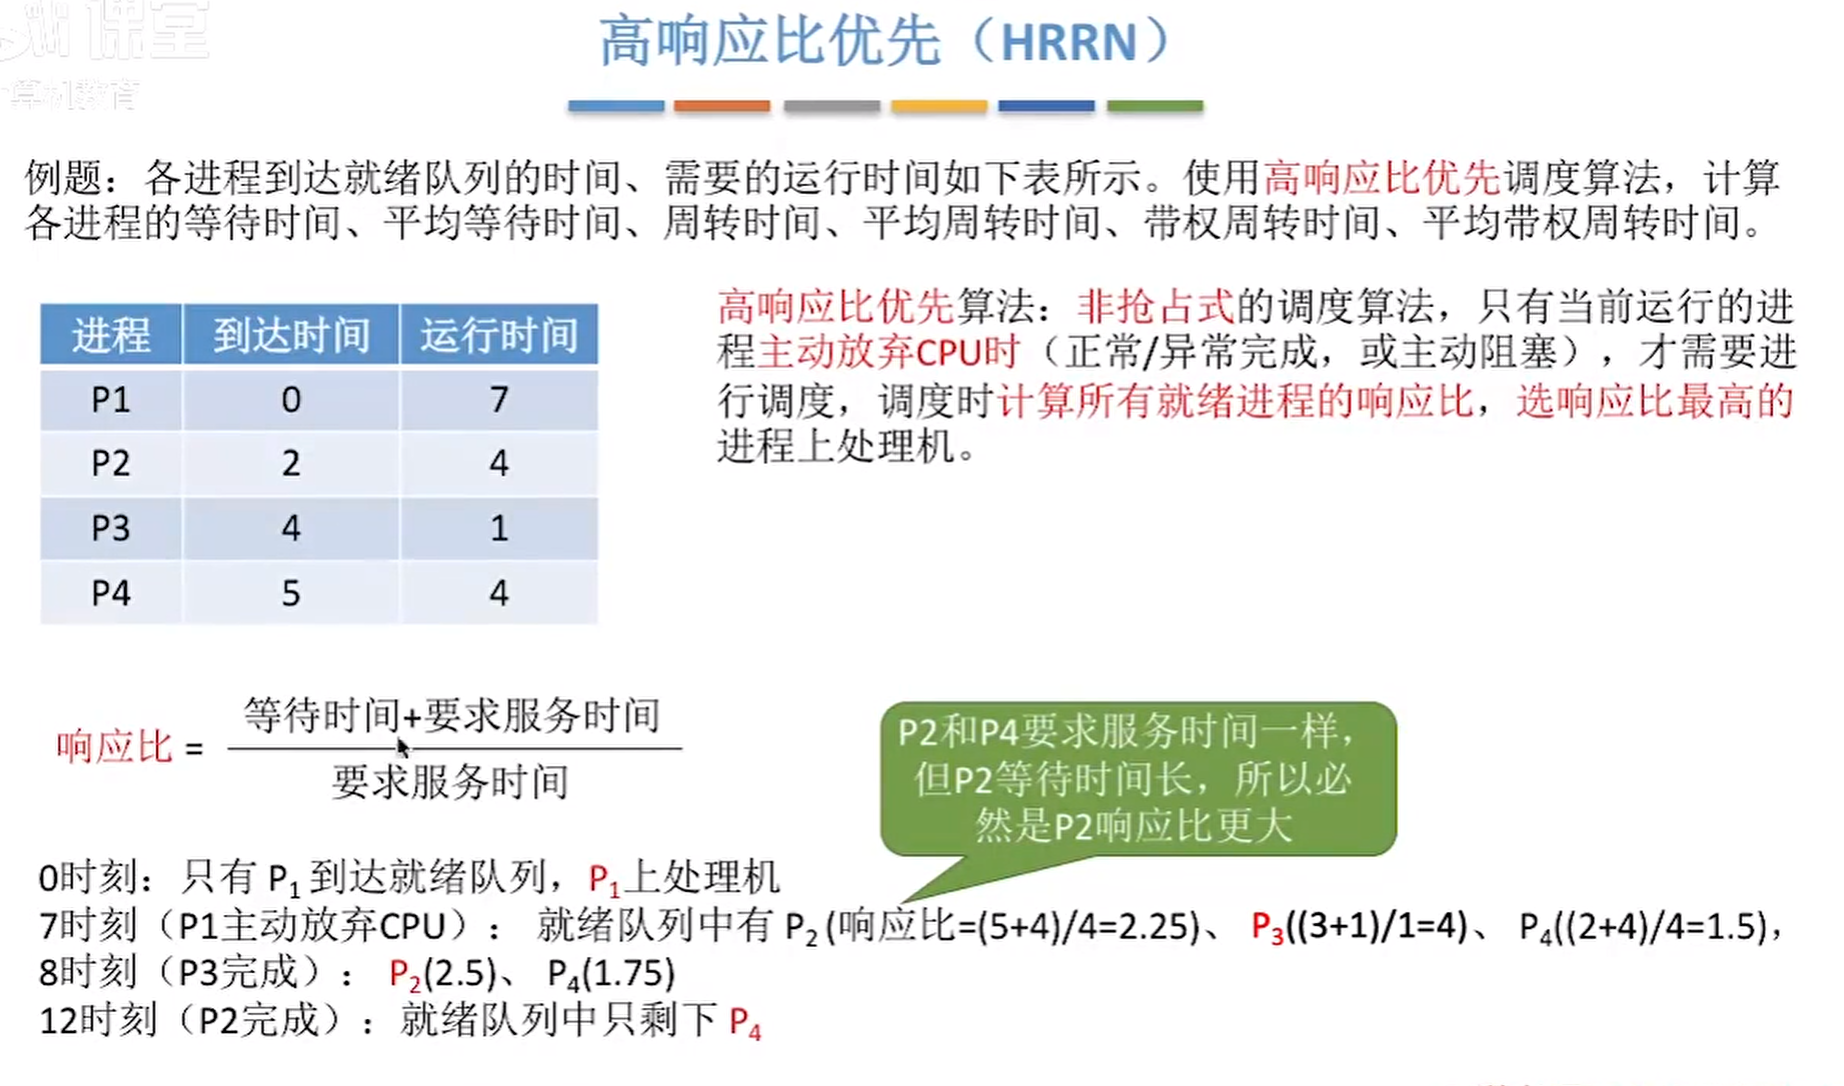 课堂
算机教育
高响应比优先（HRRN）
例题：各进程到达就绪队列的时间、需要的运行时间如下表所示。使用高响应比优先调度算法，计算
各进程的等待时间、平均等待时间、周转时间、平均周转时间、带权周转时间、平均带权周转时间。
进程 到达时间 运行时间
P1 0 7
P2 2 4
P3 4 1
P4 5 4
高响应比优先算法：非抢占式的调度算法，只有当前运行的进
程主动放弃CPU时（正常/异常完成，或主动阻塞），才需要进
行调度，调度时计算所有就绪进程的响应比，选响应比最高的
进程上处理机。
等待时间+要求服务时间
响应比 =
要求服务时间
P2和P4要求服务时间一样，
但P2等待时间长，所以必
然是P2响应比更大
0时刻：只有 P₁ 到达就绪队列，P₁上处理机
7时刻（P1主动放弃CPU）： 就绪队列中有 P₂ (响应比=(5+4)/4=2.25)、 P₃((3+1)/1=4)、 P₄((2+4)/4=1.5)，
8时刻（P3完成）： P₂(2.5)、 P₄(1.75)
12时刻（P2完成）：就绪队列中只剩下 P₄